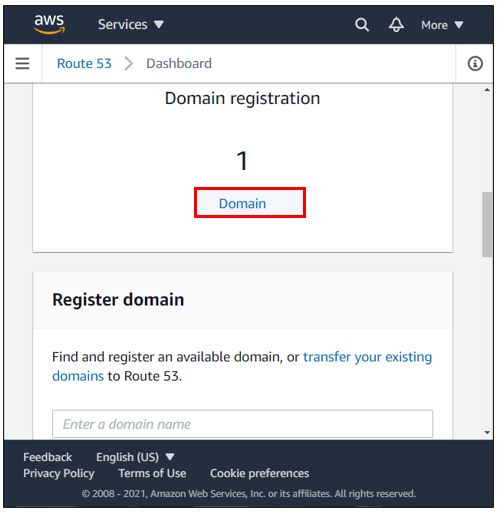 aws Services More
Route 53 Dashboard
Domain registration
1
Domain
Register domain
Find and register an available domain, or transfer your existing
domains to Route 53.
Enter a domain name
Feedback English (US)
Privacy Policy Terms of Use Cookie preferences
© 2008 - 2021, Amazon Web Services, Inc. or its affiliates. All rights reserved.